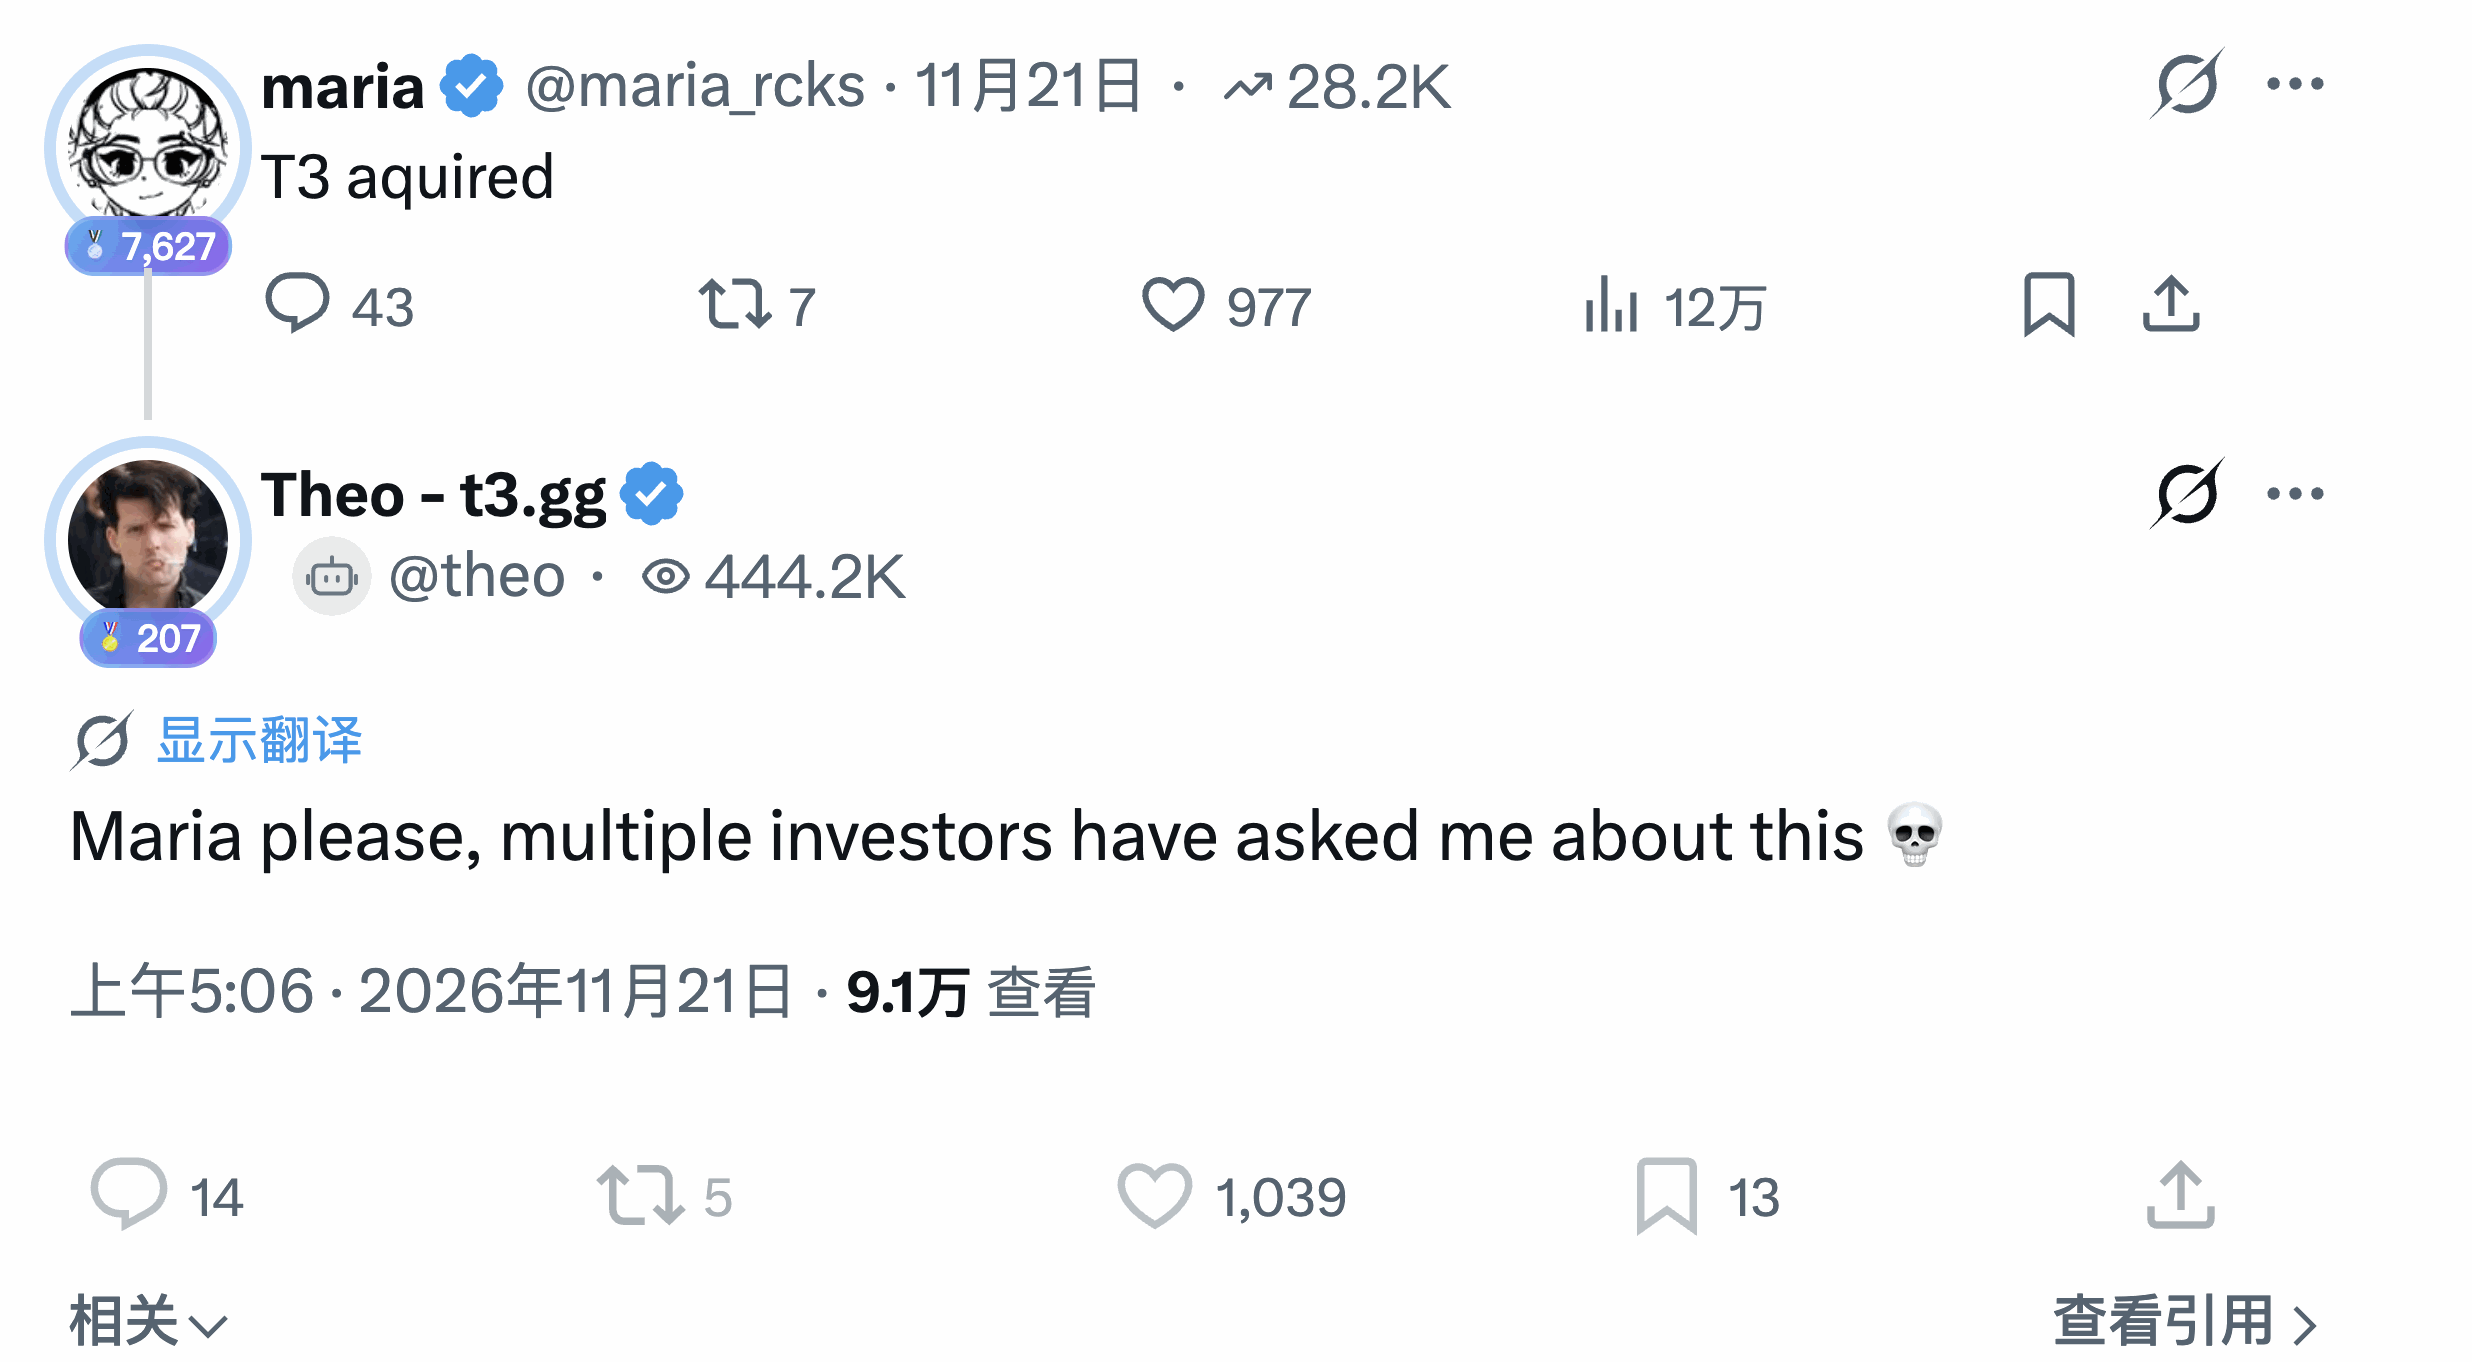 maria @maria_rcks · 11月21日 · 28.2K
T3 aquired
7,627
43 7 977 12万
Theo - t3.gg
@theo · 444.2K
207
显示翻译
Maria please, multiple investors have asked me about this 💀
上午5:06 · 2026年11月21日 · 9.1万 查看
14 5 1,039 13
相关 查看引用